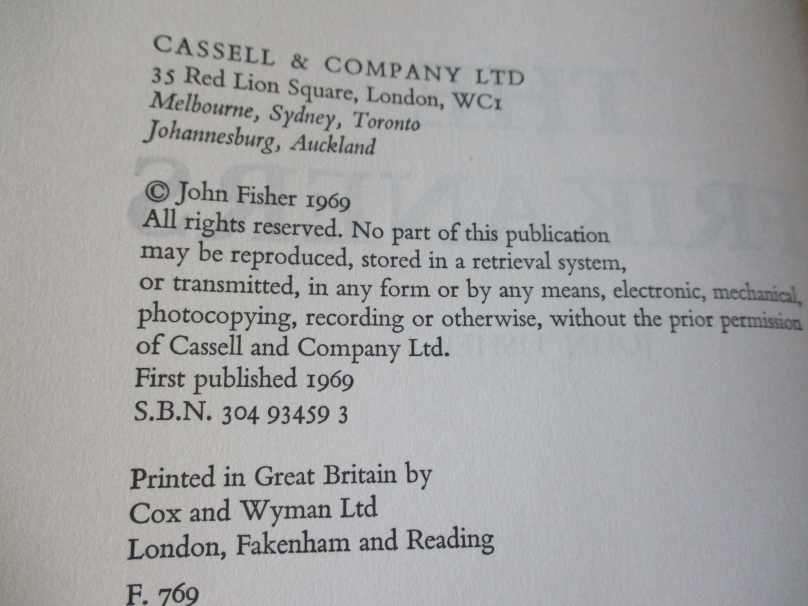 CASSELL & COMPANY LTD
35 Red Lion Square, London, WC1
Melbourne, Sydney, Toronto
Johannesburg, Auckland
© John Fisher 1969
All rights reserved. No part of this publication
may be reproduced, stored in a retrieval system,
or transmitted, in any form or by any means, electronic, mechanical,
photocopying, recording or otherwise, without the prior permission
of Cassell and Company Ltd.
First published 1969
S.B.N. 304 93459 3
Printed in Great Britain by
Cox and Wyman Ltd
London, Fakenham and Reading
F. 769